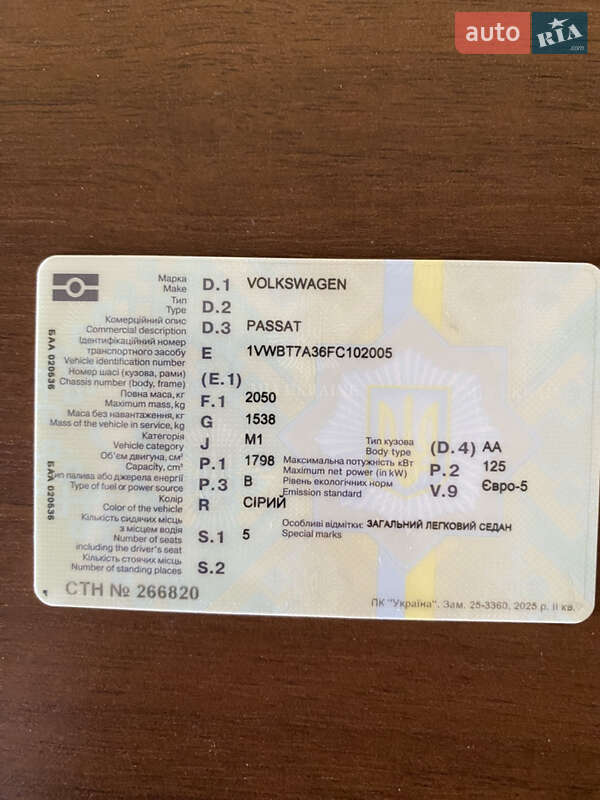 auto RIA.com
Марка
Make D.1 VOLKSWAGEN
Тип
Type D.2
Комерційний опис
Commercial description D.3 PASSAT
Ідентифікаційний номер
транспортного засобу
Vehicle identification number E 1VWBT7A36FC102005
Номер шасі (кузова, рами)
Chassis number (body, frame) (E.1)
Повна маса, кг
Maximum mass, kg F.1 2050
Маса без навантаження, кг
Mass of the vehicle in service, kg G 1538
Категорія
Vehicle category J M1
Тип кузова
Body type (D.4) AA
Об'єм двигуна, см³
Capacity, cm³ P.1 1798
Максимальна потужність кВт
Maximum net power (in kW) P.2 125
Тип палива або джерела енергії
Type of fuel or power source P.3 B
Рівень екологічних норм
Emission standard V.9 Євро-5
Колір
Color of the vehicle R СІРИЙ
Кількість сидячих місць
з місцем водія
Number of seats
including the driver's seat S.1 5
Особливі відмітки: ЗАГАЛЬНИЙ ЛЕГКОВИЙ СЕДАН
Special marks
Кількість стоячих місць
Number of standing places S.2
СТН № 266820
ПК "Україна". Зам. 25-3360, 2025 р. ІІ кв.
БАА 020636
БАА 020636